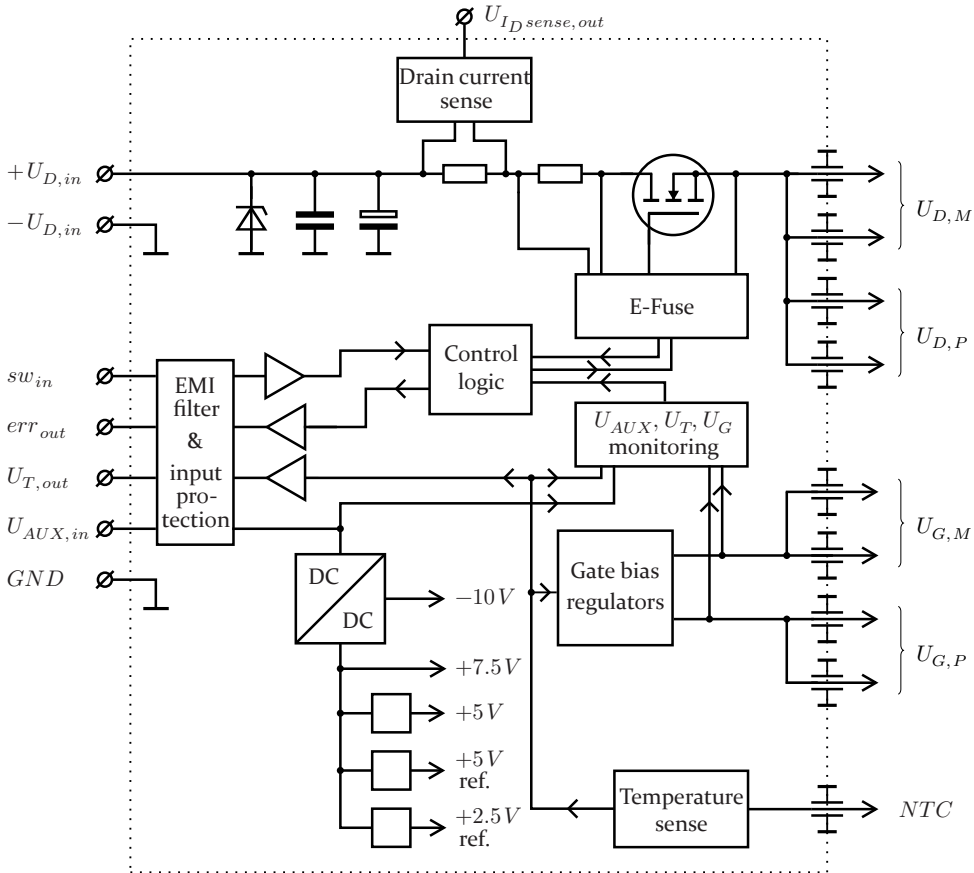 U_{I_D sense,out}
Drain current
sense
+U_{D,in}
−U_{D,in}
U_{D,M}
E-Fuse
U_{D,P}
sw_{in}
err_{out}
U_{T,out}
U_{AUX,in}
GND
EMI
filter
&
input
pro-
tection
Control
logic
U_{AUX}, U_T, U_G
monitoring
U_{G,M}
Gate bias
regulators
U_{G,P}
DC
DC
−10V
+7.5V
+5V
+5V
ref.
+2.5V
ref.
Temperature
sense
NTC